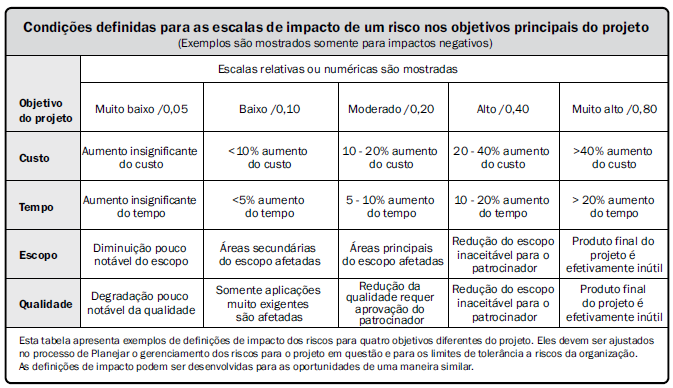 Condições definidas para as escalas de impacto de um risco nos objetivos principais do projeto
(Exemplos são mostrados somente para impactos negativos)
Escalas relativas ou numéricas são mostradas
Objetivo
do projeto
Muito baixo /0,05
Baixo /0,10
Moderado /0,20
Alto /0,40
Muito alto /0,80
Custo
Aumento insignificante
do custo
<10% aumento
do custo
10 - 20% aumento
do custo
20 - 40% aumento
do custo
>40% aumento
do custo
Tempo
Aumento insignificante
do tempo
<5% aumento
do tempo
5 - 10% aumento
do tempo
10 - 20% aumento
do tempo
> 20% aumento
do tempo
Escopo
Diminuição pouco
notável do escopo
Áreas secundárias
do escopo afetadas
Áreas principais
do escopo afetadas
Redução do escopo
inaceitável para o
patrocinador
Produto final do
projeto é
efetivamente inútil
Qualidade
Degradação pouco
notável da qualidade
Somente aplicações
muito exigentes
são afetadas
Redução da
qualidade requer
aprovação do
patrocinador
Redução do escopo
inaceitável para o
patrocinador
Produto final
do projeto é
efetivamente inútil
Esta tabela apresenta exemplos de definições de impacto dos riscos para quatro objetivos diferentes do projeto. Eles devem ser ajustados
no processo de Planejar o gerenciamento dos riscos para o projeto em questão e para os limites de tolerância a riscos da organização.
As definições de impacto podem ser desenvolvidas para as oportunidades de uma maneira similar.